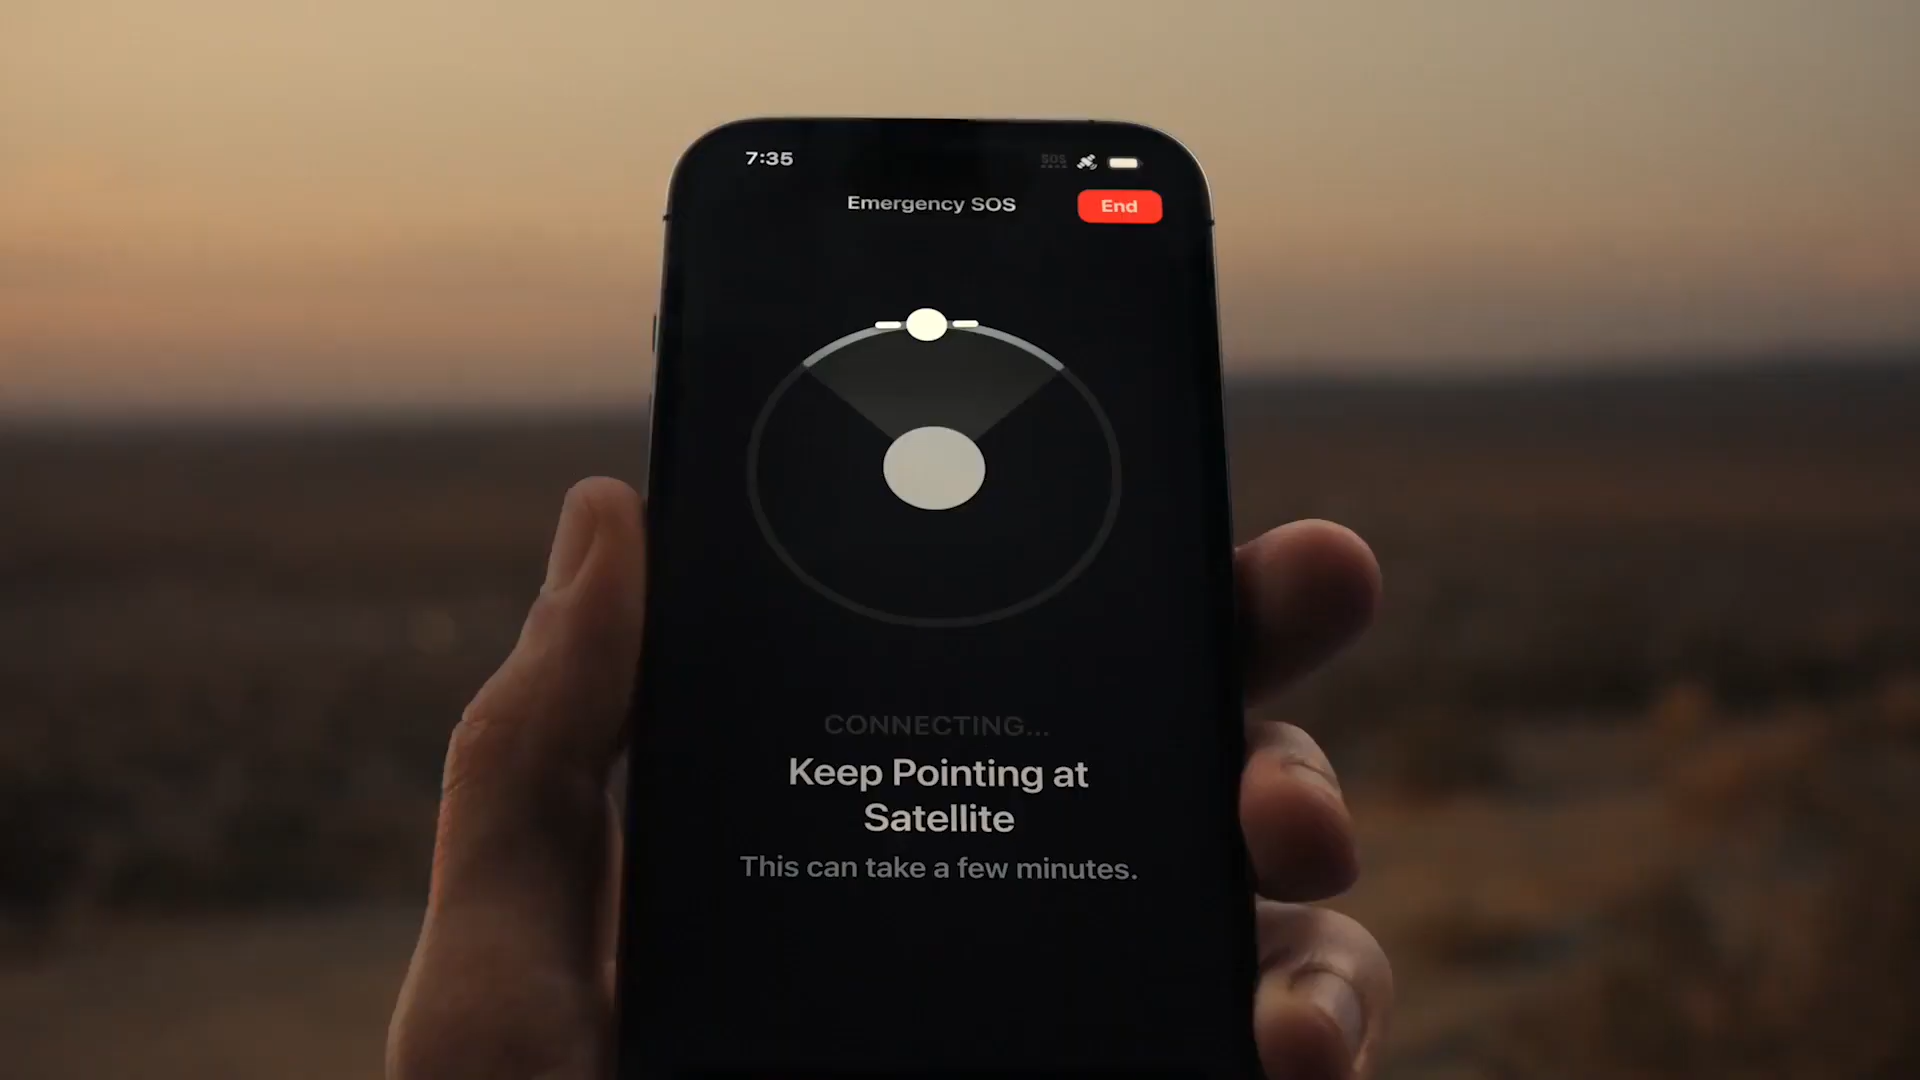 7:35
SOS
Emergency SOS
End
CONNECTING...
Keep Pointing at
Satellite
This can take a few minutes.